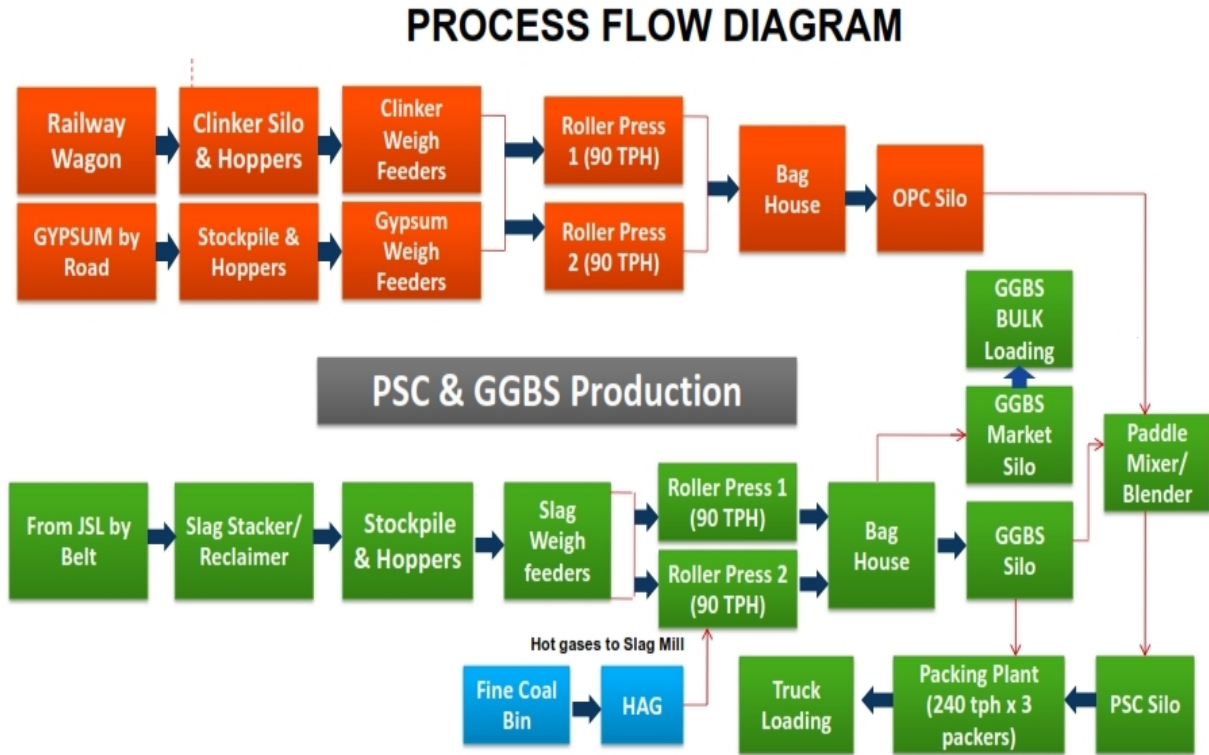 PROCESS FLOW DIAGRAM
Railway
Wagon
Clinker Silo
& Hoppers
Clinker
Weigh
Feeders
Roller Press
1 (90 TPH)
Bag
House
OPC Silo
GYPSUM by
Road
Stockpile &
Hoppers
Gypsum
Weigh
Feeders
Roller Press
2 (90 TPH)
GGBS
BULK
Loading
PSC & GGBS Production
GGBS
Market
Silo
Paddle
Mixer/
Blender
From JSL by
Belt
Slag Stacker/
Reclaimer
Stockpile
& Hoppers
Slag
Weigh
feeders
Roller Press 1
(90 TPH)
Roller Press 2
(90 TPH)
Bag
House
GGBS
Silo
Hot gases to Slag Mill
Fine Coal
Bin
HAG
Truck
Loading
Packing Plant
(240 tph x 3
packers)
PSC Silo